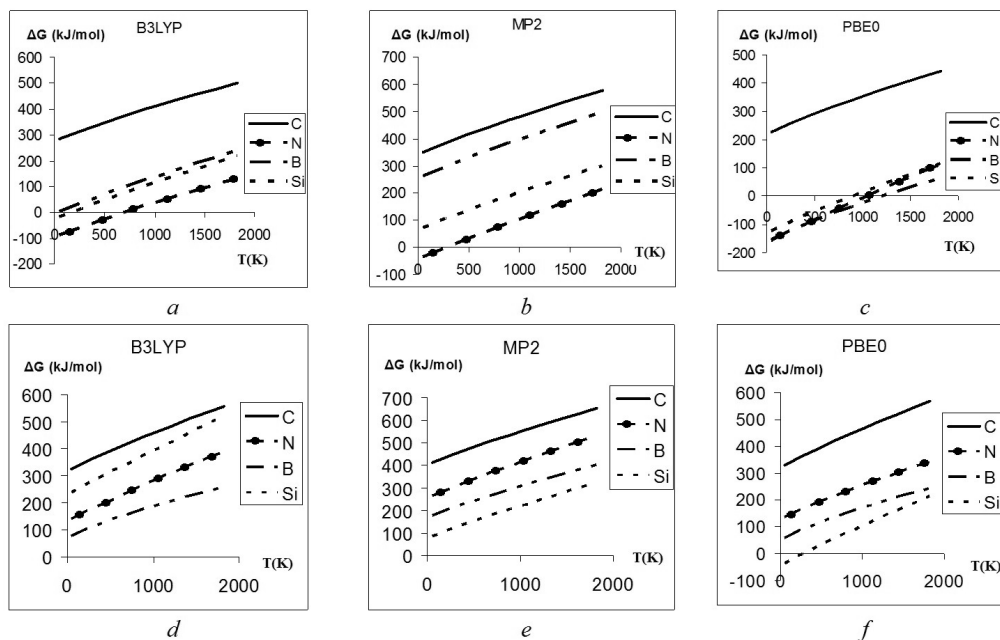 B3LYP
ΔG (kJ/mol)
600
500
400
300
200
100
0
-100
-200
0 500 1000 1500 2000
T(K)
C
N
B
Si
a
MP2
ΔG (kJ/mol)
700
600
500
400
300
200
100
0
-100
0 500 1000 1500 2000
T(K)
C
N
B
Si
b
PBE0
ΔG (kJ/mol)
500
400
300
200
100
0
-100
-200
0 500 1000 1500 2000
T(K)
C
N
B
S
c
B3LYP
ΔG (kJ/mol)
600
500
400
300
200
100
0
0 1000 2000
T(K)
C
N
B
Si
d
MP2
ΔG (kJ/mol)
700
600
500
400
300
200
100
0
0 1000 2000
T(K)
C
N
B
Si
e
PBE0
ΔG (kJ/mol)
600
500
400
300
200
100
0
-100
0 1000 2000
T(K)
C
N
B
Si
f